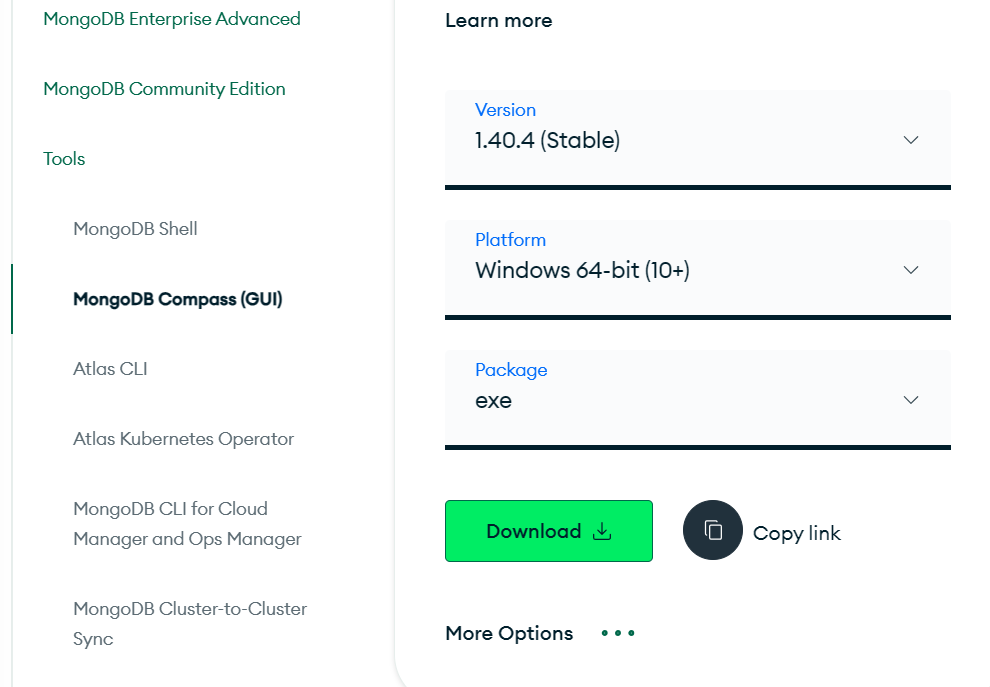 MongoDB Enterprise Advanced
MongoDB Community Edition
Tools
MongoDB Shell
MongoDB Compass (GUI)
Atlas CLI
Atlas Kubernetes Operator
MongoDB CLI for Cloud
Manager and Ops Manager
MongoDB Cluster-to-Cluster
Sync
Learn more
Version
1.40.4 (Stable)
Platform
Windows 64-bit (10+)
Package
exe
Download
Copy link
More Options